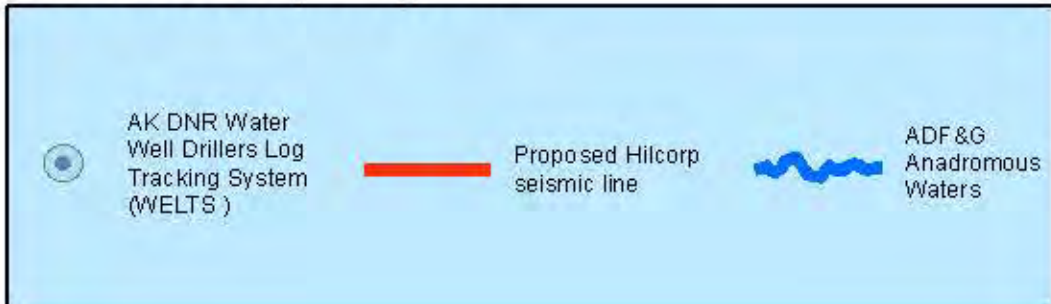 AK DNR Water
Well Drillers Log
Tracking System
(WELTS )
Proposed Hilcorp
seismic line
ADF&G
Anadromous
Waters